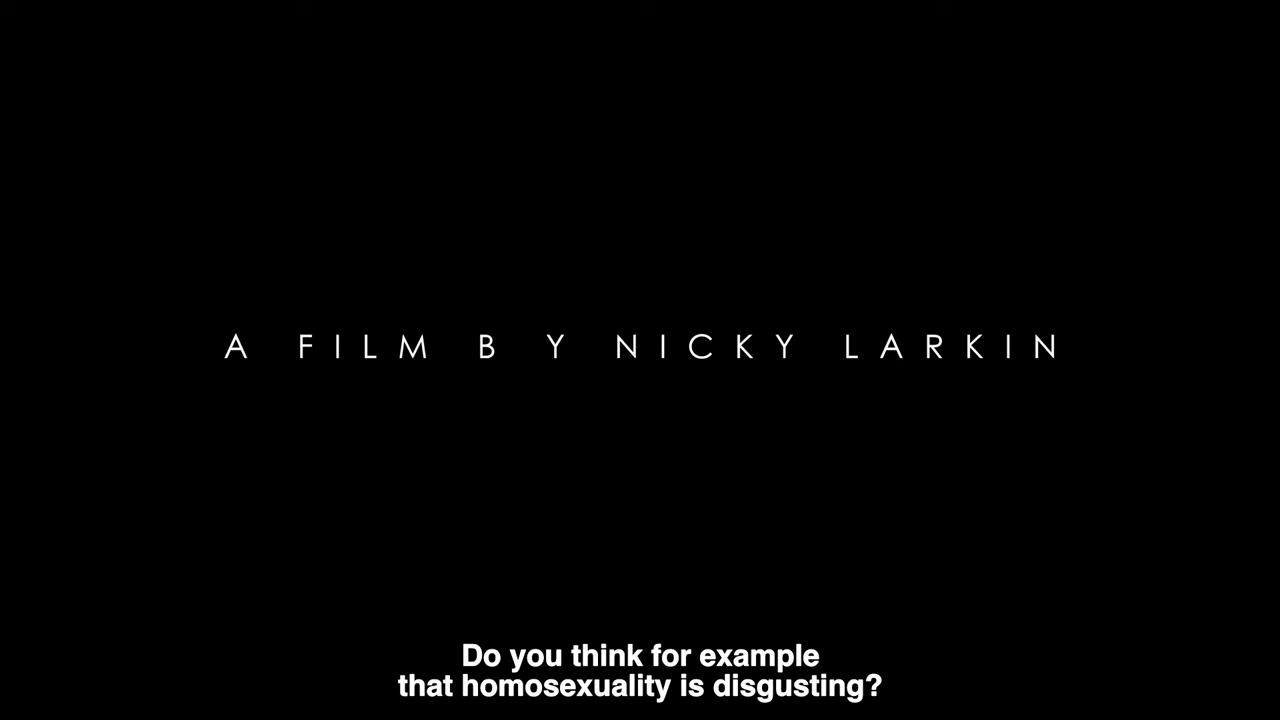 A FILM BY NICKY LARKIN
Do you think for example
that homosexuality is disgusting?